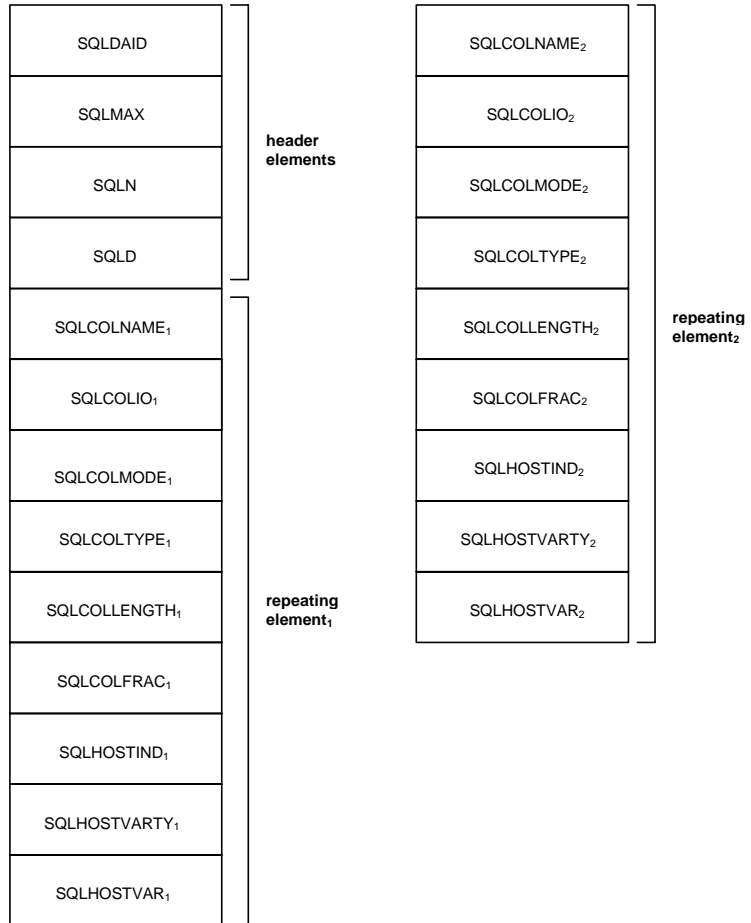 SQLDAID
SQLMAX
SQLN
SQLD
header
elements
SQLCOLNAME₁
SQLCOLIO₁
SQLCOLMODE₁
SQLCOLTYPE₁
SQLCOLLENGTH₁
SQLCOLFRAC₁
SQLHOSTIND₁
SQLHOSTVARTY₁
SQLHOSTVAR₁
repeating
element₁
SQLCOLNAME₂
SQLCOLIO₂
SQLCOLMODE₂
SQLCOLTYPE₂
SQLCOLLENGTH₂
SQLCOLFRAC₂
SQLHOSTIND₂
SQLHOSTVARTY₂
SQLHOSTVAR₂
repeating
element₂